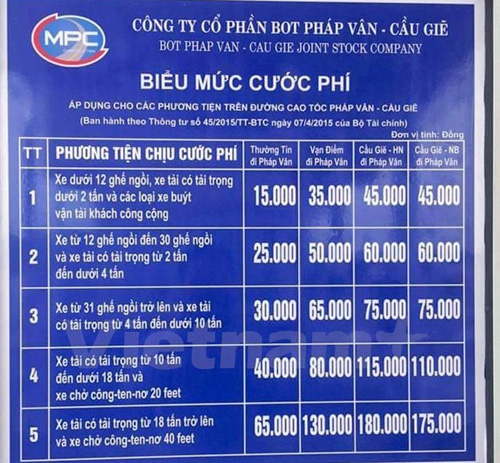 MPC
CÔNG TY CỔ PHẦN BOT PHÁP VÂN - CẦU GIẼ
BOT PHAP VAN - CAU GIE JOINT STOCK COMPANY
BIỂU MỨC CƯỚC PHÍ
ÁP DỤNG CHO CÁC PHƯƠNG TIỆN TRÊN ĐƯỜNG CAO TỐC PHÁP VÂN - CẦU GIẼ
(Ban hành theo Thông tư số 45/2015/TT-BTC ngày 07/4/2015 của Bộ Tài chính)
Đơn vị tính: Đồng
TT PHƯƠNG TIỆN CHỊU CƯỚC PHÍ Thường Tín đi Pháp Vân Vạn Điểm đi Pháp Vân Cầu Giẽ - HN đi Pháp Vân Cầu Giẽ - NB đi Pháp Vân
1 Xe dưới 12 ghế ngồi, xe tải có tải trọng
dưới 2 tấn và các loại xe buýt
vận tải khách công cộng
15.000 35.000 45.000 45.000
2 Xe từ 12 ghế ngồi đến 30 ghế ngồi
và xe tải có tải trọng từ 2 tấn
đến dưới 4 tấn
25.000 50.000 60.000 60.000
3 Xe từ 31 ghế ngồi trở lên và xe tải
có tải trọng từ 4 tấn đến dưới 10 tấn
30.000 65.000 75.000 75.000
4 Xe tải có tải trọng từ 10 tấn
đến dưới 18 tấn và
xe chở công-ten-nơ 20 feet
40.000 80.000 115.000 110.000
5 Xe tải có tải trọng từ 18 tấn trở lên
và xe chở công-ten-nơ 40 feet
65.000 130.000 180.000 175.000
Vietnam+